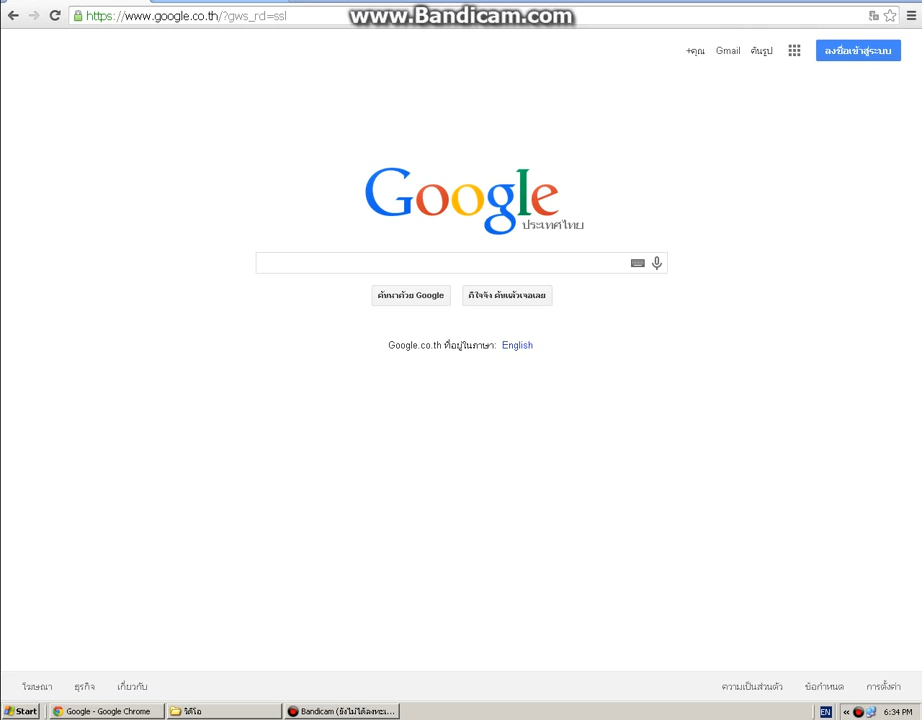 https://www.google.co.th/?gws_rd=ssl
www.Bandicam.com
+คุณ Gmail ค้นรูป ลงชื่อเข้าสู่ระบบ
Google
ประเทศไทย
ค้นหาด้วย Google ดีใจจัง ค้นแล้วเจอเลย
Google.co.th ที่อยู่ในภาษา: English
โฆษณา ธุรกิจ เกี่ยวกับ ความเป็นส่วนตัว ข้อกำหนด การตั้งค่า
Start Google - Google Chrome วิดีโอ Bandicam (ยังไม่ได้ลงทะเ... EN « 6:34 PM